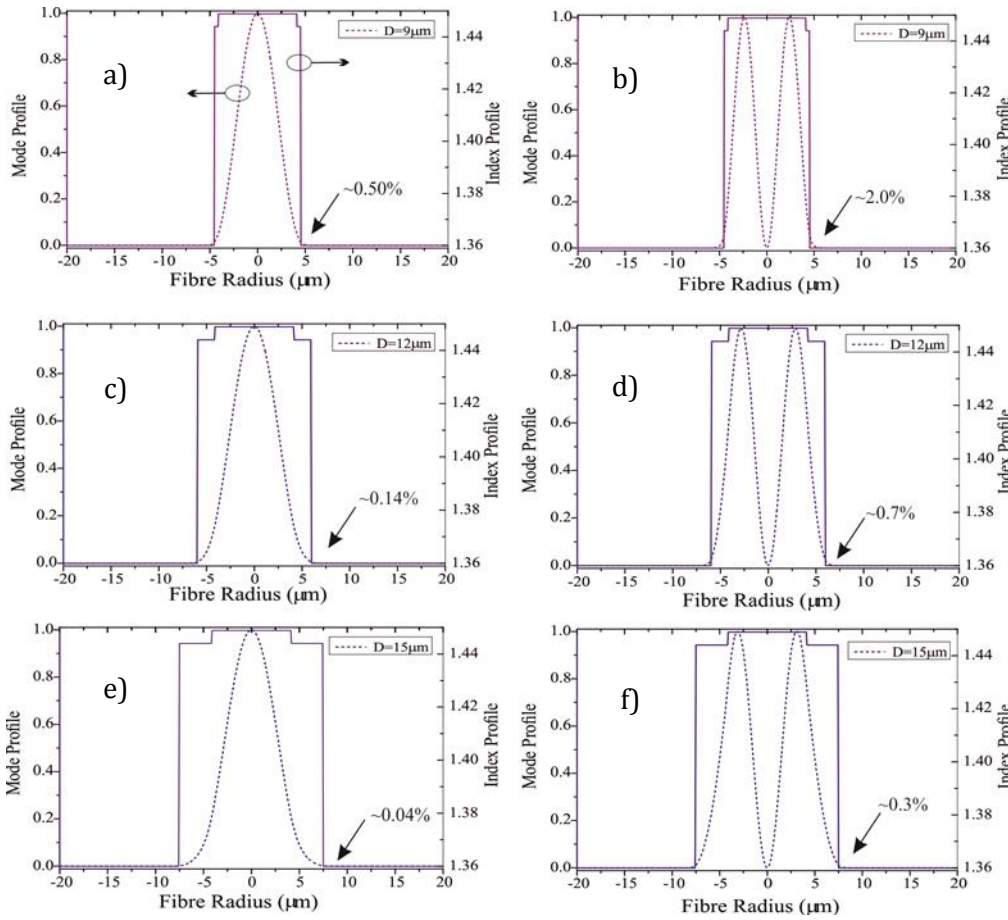 a)
D=9μm
~0.50%
Mode Profile
1.0
0.8
0.6
0.4
0.2
0.0
1.44
1.42
1.40
1.38
1.36
Index Profile
-20 -15 -10 -5 0 5 10 15 20
Fibre Radius (μm)
b)
D=9μm
~2.0%
Mode Profile
1.0
0.8
0.6
0.4
0.2
0.0
1.44
1.42
1.40
1.38
1.36
Index Profile
-20 -15 -10 -5 0 5 10 15 20
Fibre Radius (μm)
c)
D=12μm
~0.14%
Mode Profile
1.0
0.8
0.6
0.4
0.2
0.0
1.44
1.42
1.40
1.38
1.36
Index Profile
-20 -15 -10 -5 0 5 10 15 20
Fibre Radius (μm)
d)
D=12μm
~0.7%
Mode Profile
1.0
0.8
0.6
0.4
0.2
0.0
1.44
1.42
1.40
1.38
1.36
Index Profile
-20 -15 -10 -5 0 5 10 15 20
Fibre Radius (μm)
e)
D=15μm
~0.04%
Mode Profile
1.0
0.8
0.6
0.4
0.2
0.0
1.44
1.42
1.40
1.38
1.36
Index Profile
-20 -15 -10 -5 0 5 10 15 20
Fibre Radius (μm)
f)
D=15μm
~0.3%
Mode Profile
1.0
0.8
0.6
0.4
0.2
0.0
1.44
1.42
1.40
1.38
1.36
Index Profile
-20 -15 -10 -5 0 5 10 15 20
Fibre Radius (μm)